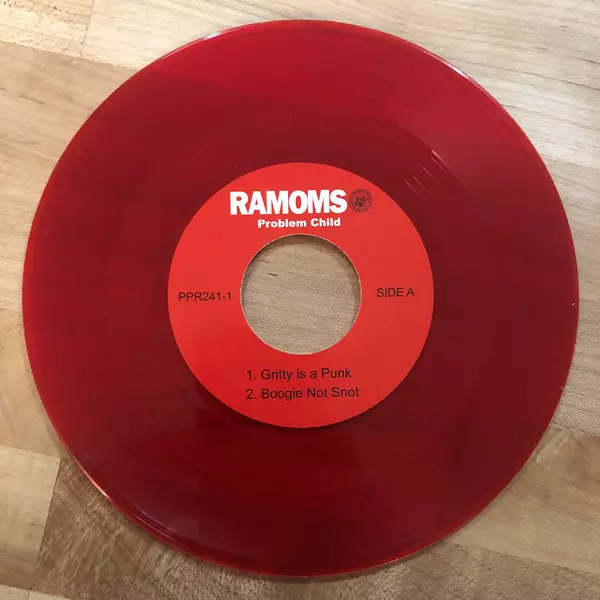 RAMOMS
Problem Child
PPR241-1
SIDE A
1. Gritty is a Punk
2. Boogie Not Snot